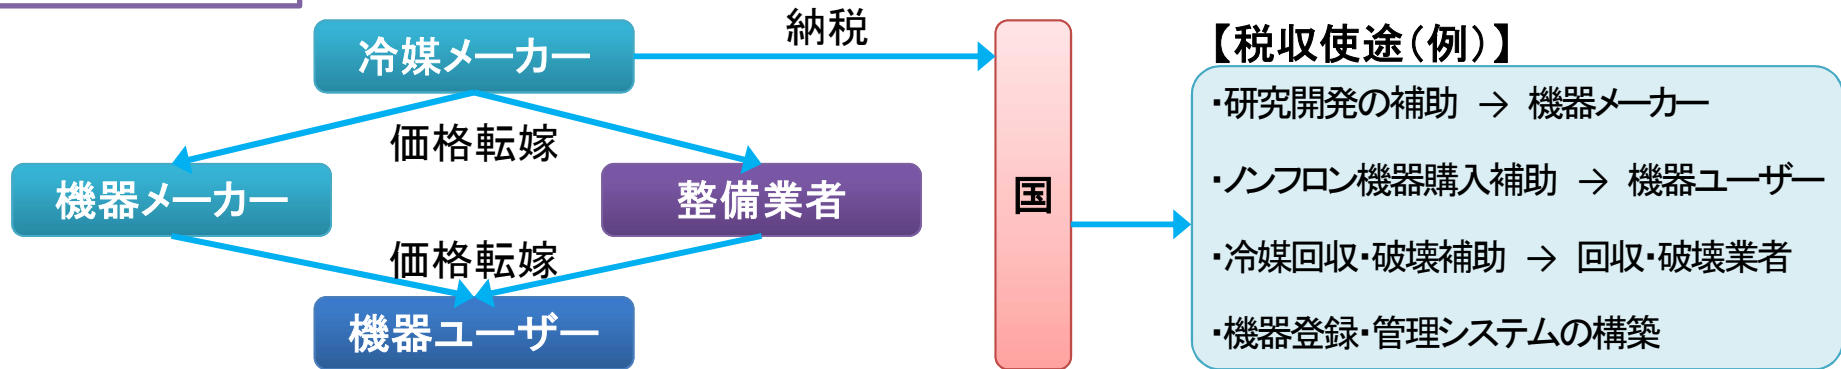 冷媒メーカー
納税
価格転嫁
機器メーカー
整備業者
価格転嫁
機器ユーザー
国
【税収使途(例)】
・研究開発の補助 → 機器メーカー
・ノンフロン機器購入補助 → 機器ユーザー
・冷媒回収・破壊補助 → 回収・破壊業者
・機器登録・管理システムの構築